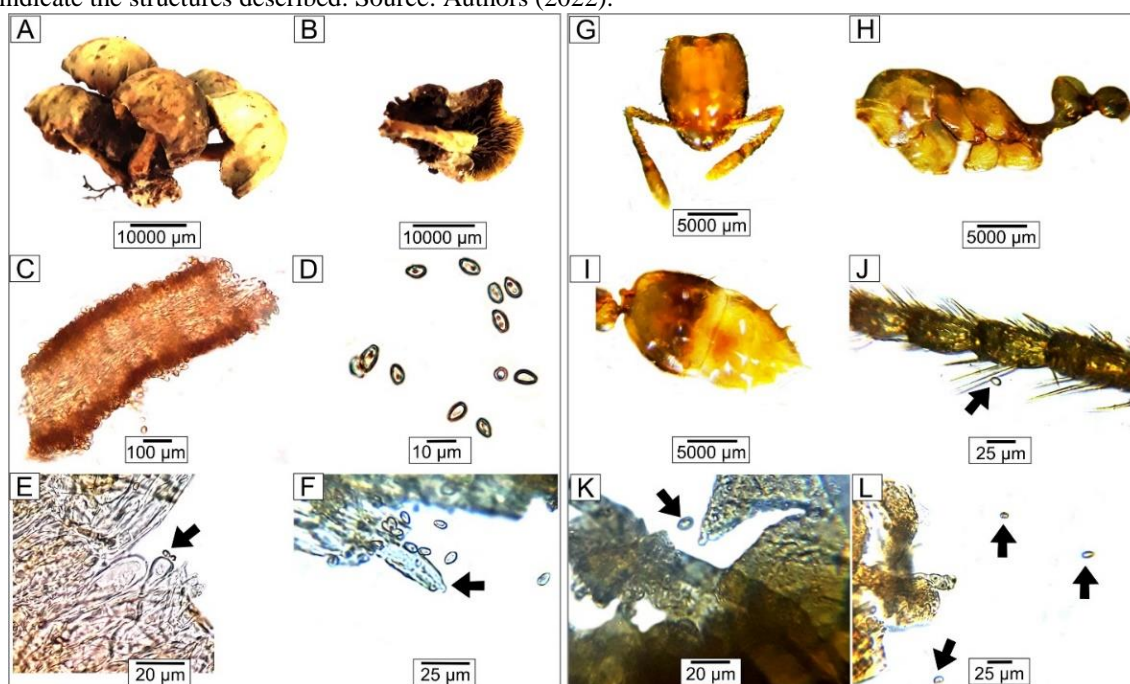 indicate the structures described. Source: Authors (2022).
A
B
10000 µm
10000 µm
C
D
100 µm
10 µm
E
F
20 µm
25 µm
G
H
5000 µm
5000 µm
I
J
5000 µm
25 µm
K
L
20 µm
25 µm